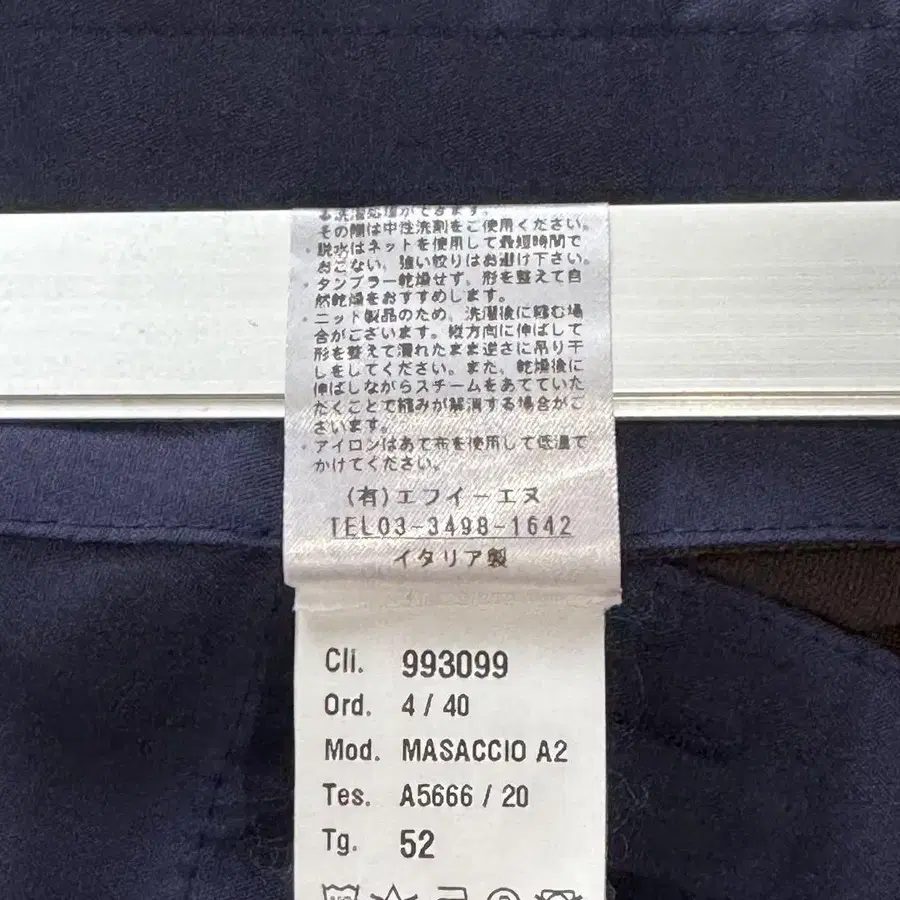 る洗濯処理ができます。
その際は中性洗剤をご使用ください。
・脱水はネットを使用して最短時間で
おこない、強い絞りはお避け下さい。
・タンブラー乾燥せず、形を整えて自
然乾燥をおすすめします。
・ニット製品のため、洗濯後に縮む場
合がございます。縦方向に伸ばして
形を整えて濡れたまま逆さに吊り干
しをしてください。また、乾燥後に
伸ばしながらスチームをあてていた
だくことで縮みが解消する場合がご
さいます。
・アイロンはあて布を使用して低温で
かけてください。
(有)エフイーエヌ
TEL03-3498-1642
イタリア製
Cli. 993099
Ord. 4 / 40
Mod. MASACCIO A2
Tes. A5666 / 20
Tg. 52